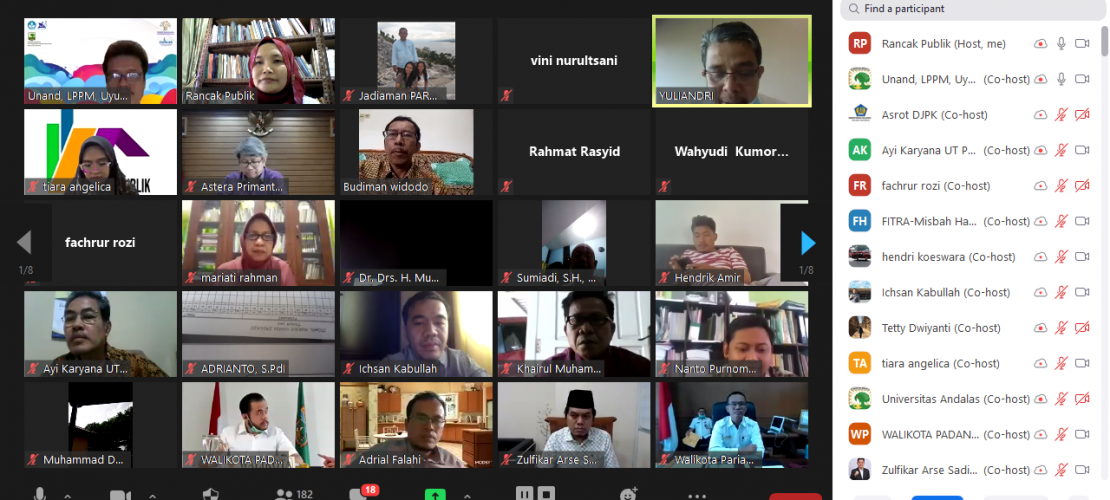 Unand, LPPM, Uyu...
Rancak Publik
Jadiaman PAR...
vini nurultsani
YULIANDRI
PUBLIK
tiara angelica
Astera Primant...
Budiman widodo
Rahmat Rasyid
Wahyudi Kumor...
fachrur rozi
1/8
mariati rahman
Dr. Drs. H. Mu...
Sumiadi, S.H., ...
Hendrik Amir
1/8
Ayi Karyana UT...
ADRIANTO, S.PdI
Ichsan Kabullah
Khairul Muham...
Nanto Purnom...
Muhammad D...
WALIKOTA PAD...
Adrial Falahi
Zulfikar Arse S...
Walikota Paria...
182
18
Find a participant
RP Rancak Publik (Host, me)
Unand, LPPM, Uy... (Co-host)
Asrot DJPK (Co-host)
AK Ayi Karyana UT P... (Co-host)
FR fachrur rozi (Co-host)
FH FITRA-Misbah Ha... (Co-host)
hendri koeswara (Co-host)
Ichsan Kabullah (Co-host)
Tetty Dwiyanti (Co-host)
TA tiara angelica (Co-host)
Universitas Andalas (Co-host)
WP WALIKOTA PADAN... (Co-host)
Zulfikar Arse Sadi... (Co-host)